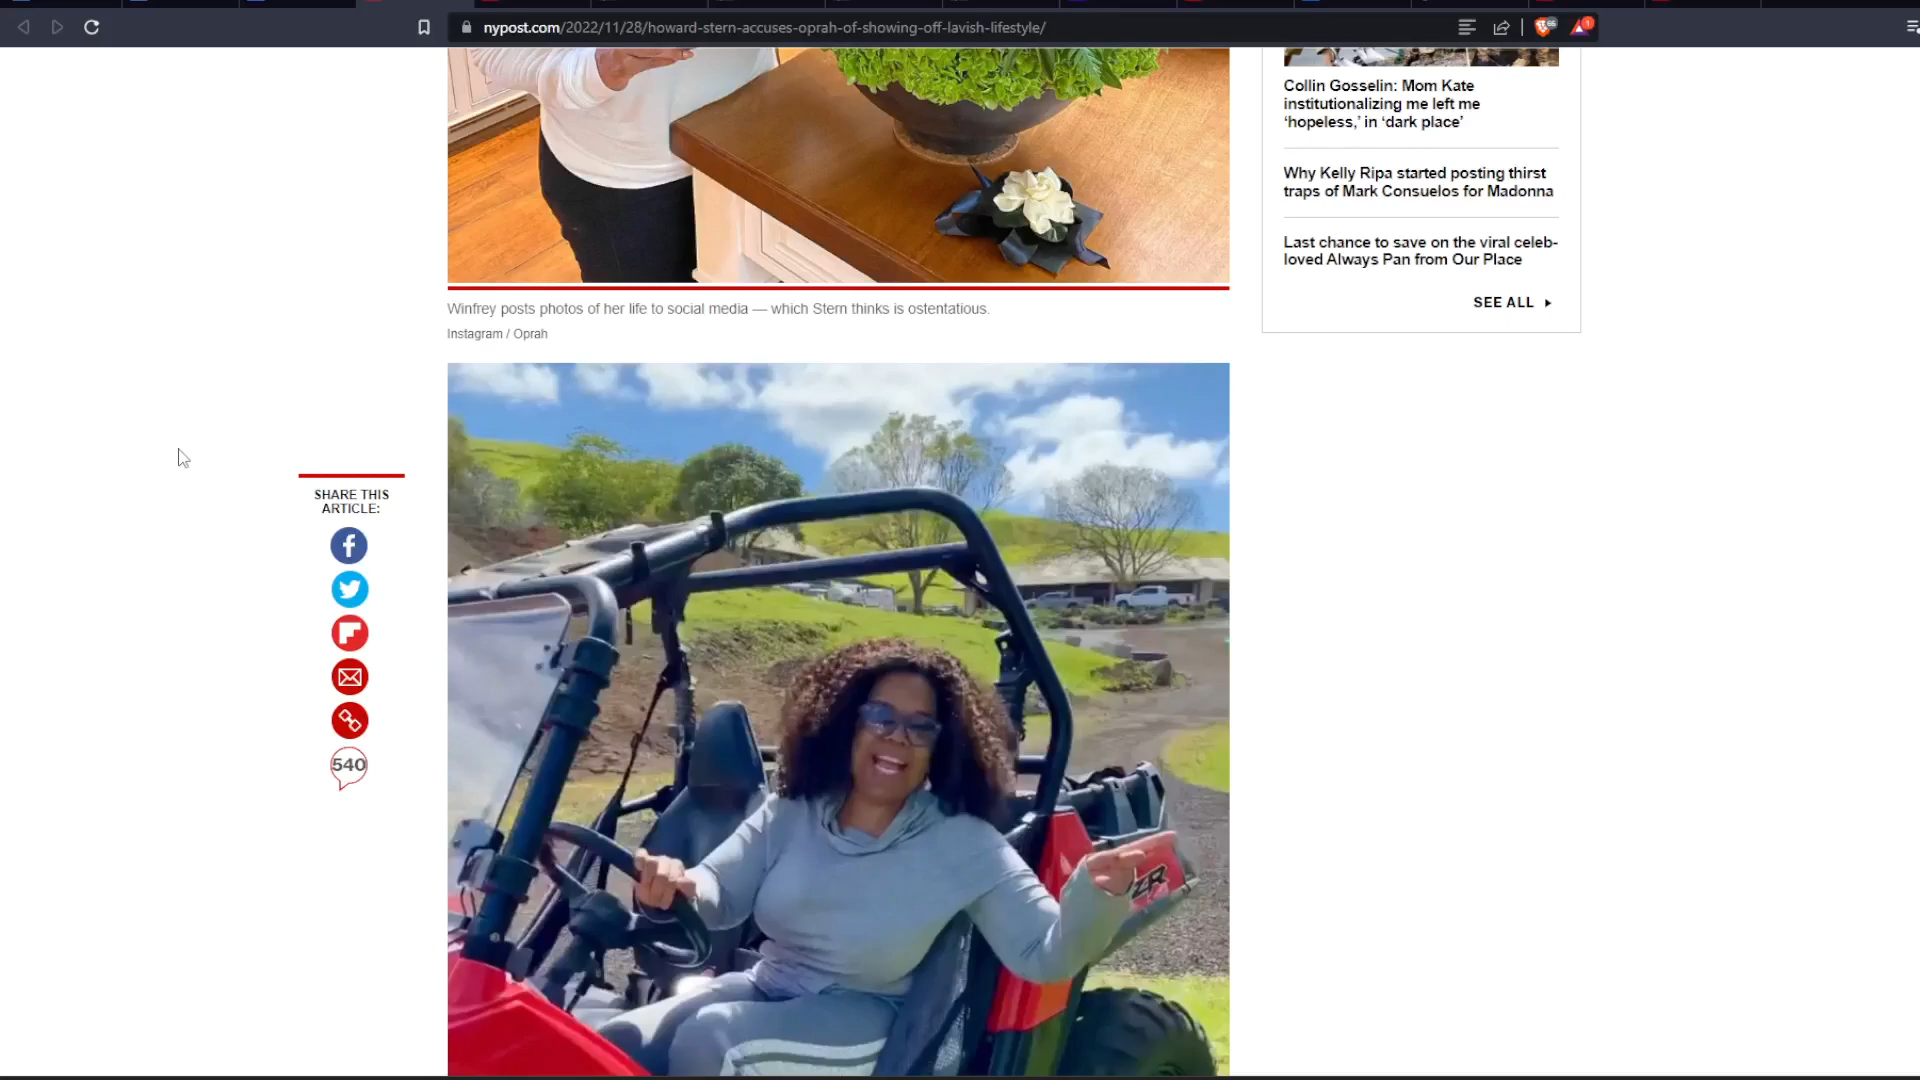 nypost.com/2022/11/28/howard-stern-accuses-oprah-of-showing-off-lavish-lifestyle/
Collin Gosselin: Mom Kate
institutionalizing me left me
‘hopeless,’ in ‘dark place’
Why Kelly Ripa started posting thirst
traps of Mark Consuelos for Madonna
Last chance to save on the viral celeb-
loved Always Pan from Our Place
SEE ALL
Winfrey posts photos of her life to social media — which Stern thinks is ostentatious.
Instagram / Oprah
SHARE THIS
ARTICLE:
540
ZR